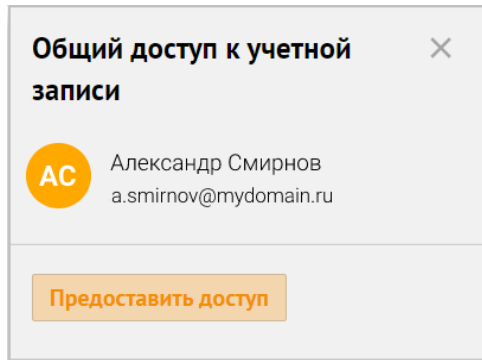 Общий доступ к учетной
записи
АС
Александр Смирнов
a.smirnov@mydomain.ru
Предоставить доступ